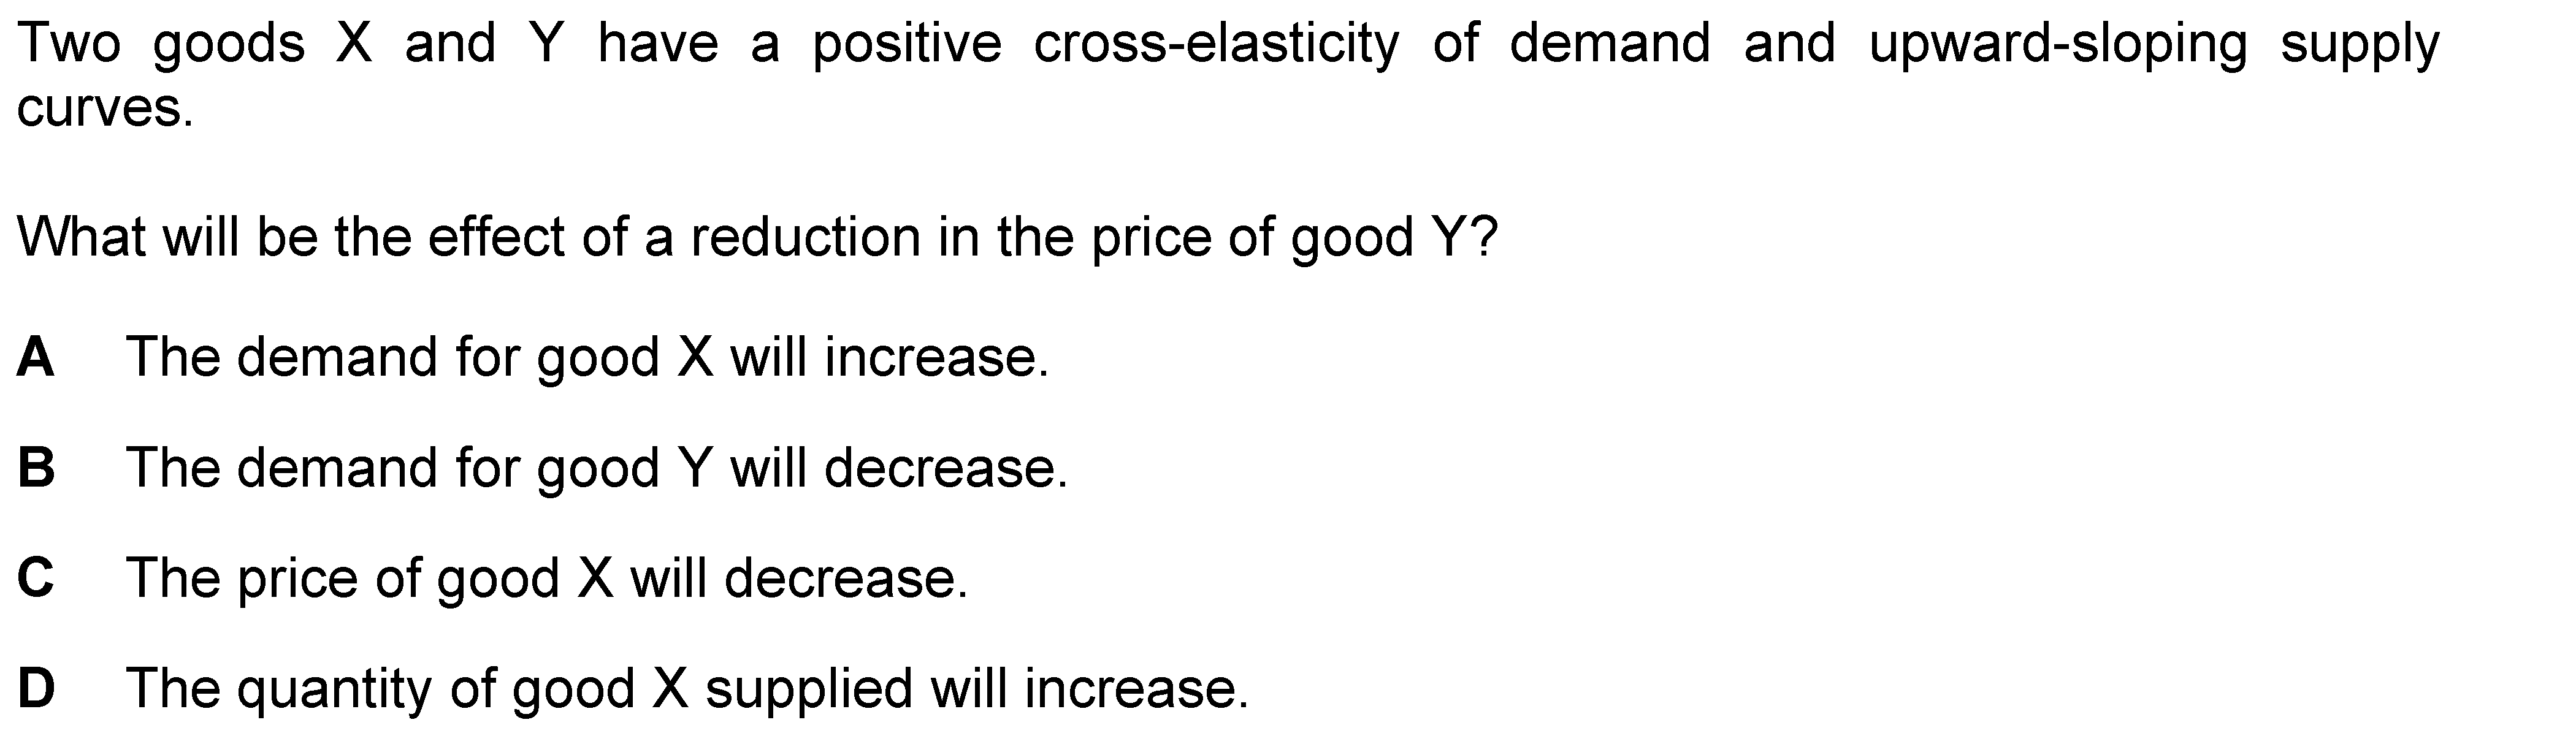 Two goods X and Y have a positive cross-elasticity of demand and upward-sloping supply
curves.
What will be the effect of a reduction in the price of good Y?
A The demand for good X will increase.
B The demand for good Y will decrease.
C The price of good X will decrease.
D The quantity of good X supplied will increase.